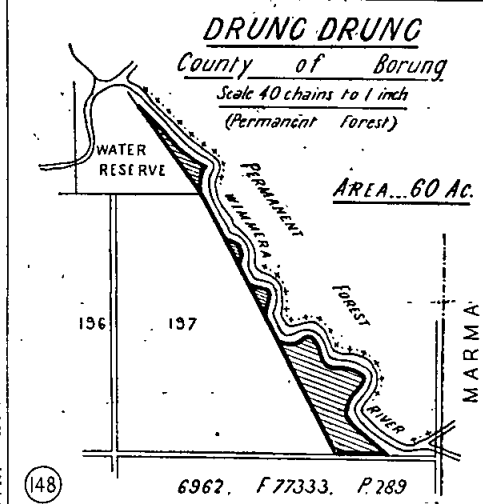 DRUNG DRUNG
County of Borung
Scale 40 chains to 1 inch
(Permanent Forest)
WATER
RESERVE
AREA...60 Ac.
PERMANENT
FOREST
WIMMERA
RIVER
MARMA
196
197
148
6962. F 77333. P.289